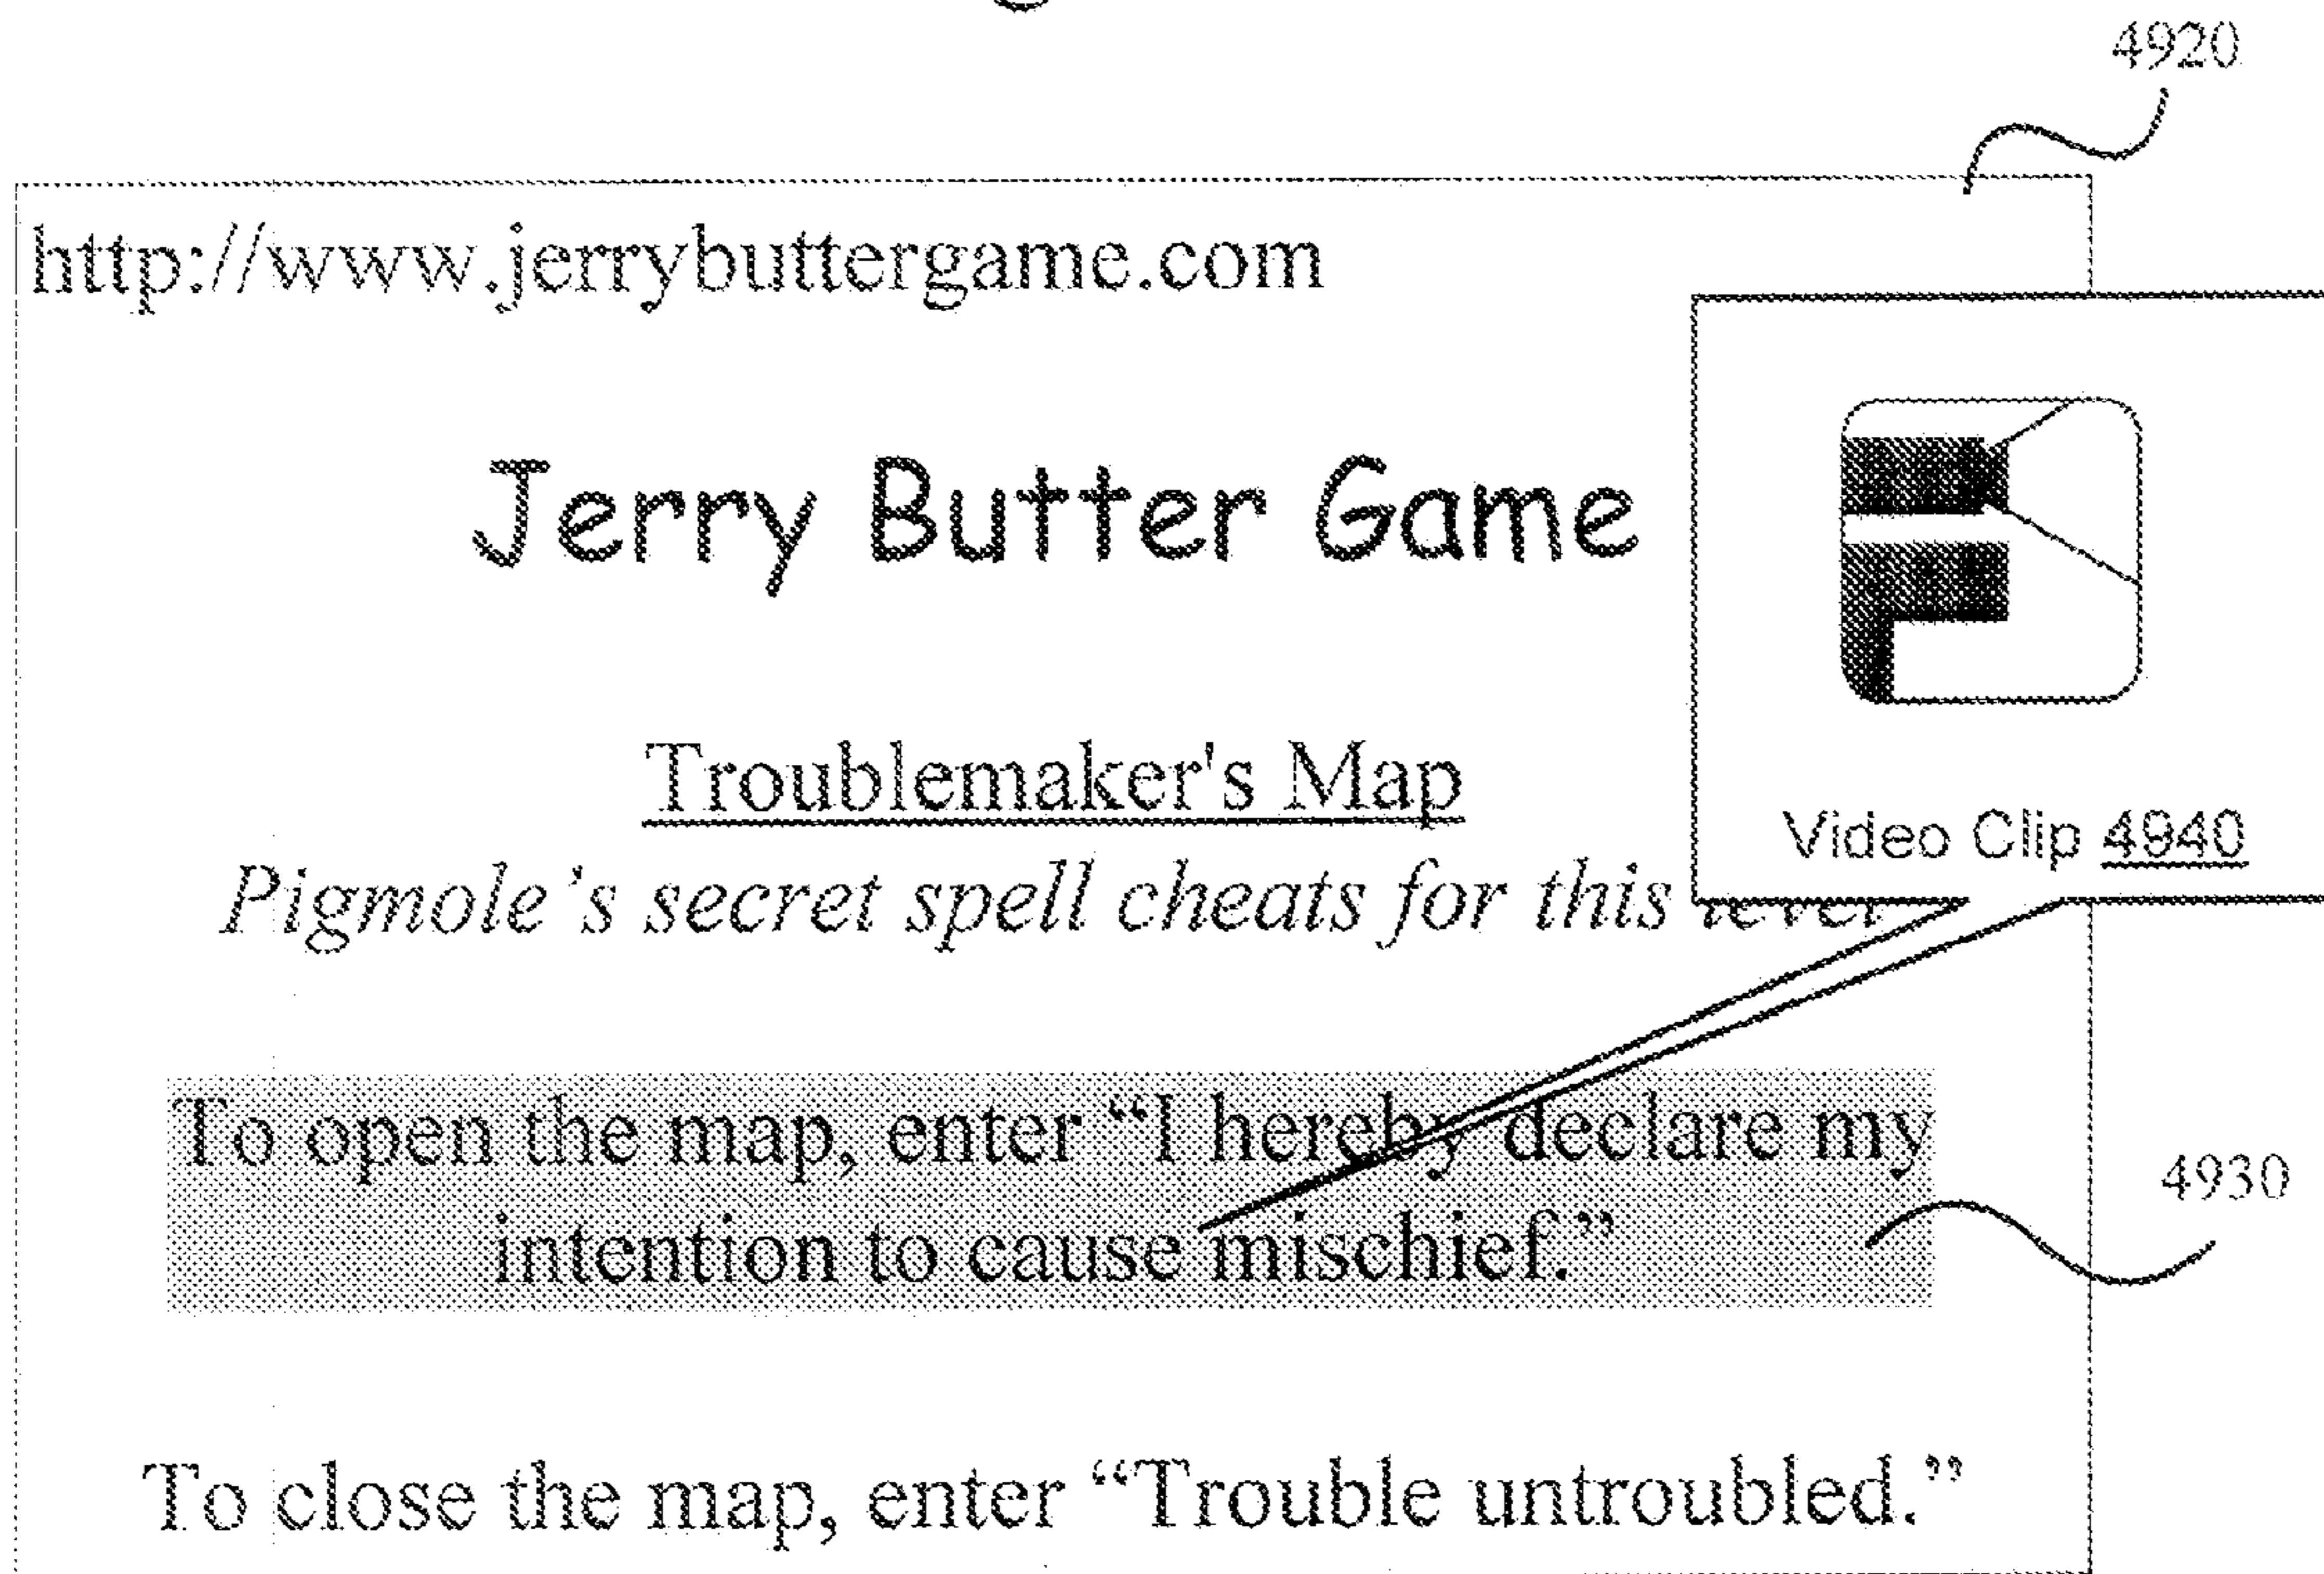 4920
http://www.jerrybuttergame.com
Jerry Butter Game
Troublemaker's Map
Video Clip 4940
Pigmole's secret spell cheats for this
To open the map, enter “I hereby declare my
intention to cause mischief.”
4930
To close the map, enter “Trouble untroubled.”